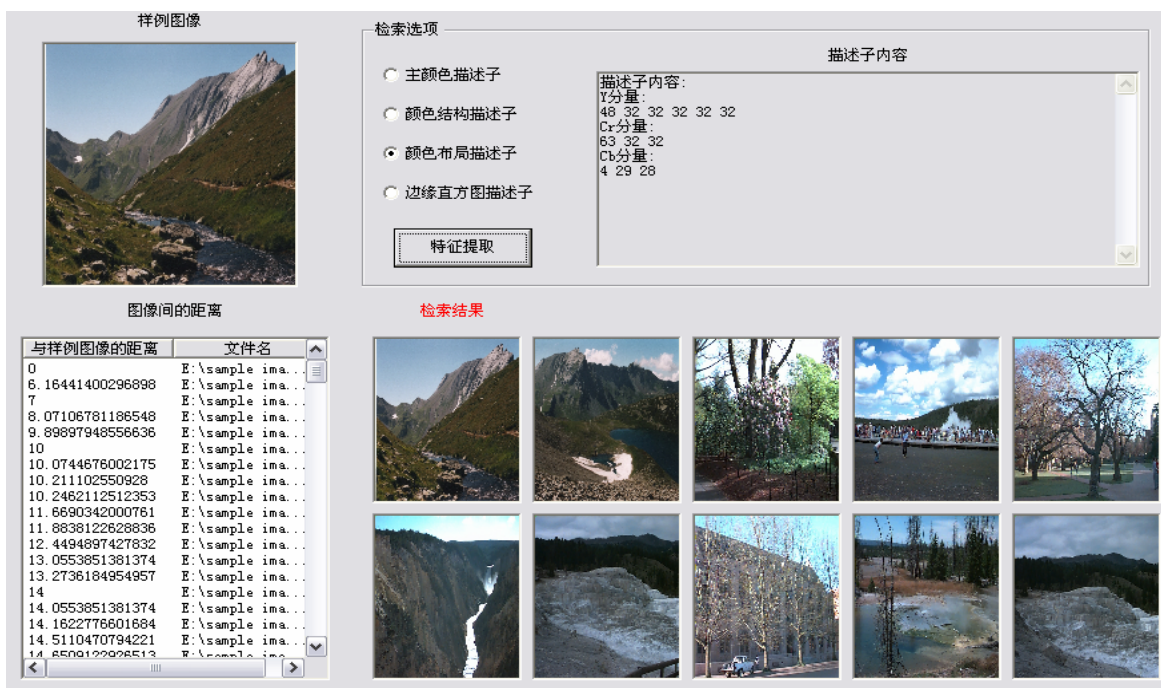 样例图像
检索选项
主颜色描述子
颜色结构描述子
颜色布局描述子
边缘直方图描述子
特征提取
描述子内容
描述子内容:
Y分量:
48 32 32 32 32 32
Cr分量:
63 32 32
Cb分量:
4 29 28
图像间的距离
检索结果
与样例图像的距离 文件名
0 E:\sample ima...
6.16441400296898 E:\sample ima...
7 E:\sample ima...
8.07106781186548 E:\sample ima...
9.89897948556636 E:\sample ima...
10 E:\sample ima...
10.0744676002175 E:\sample ima...
10.211102550928 E:\sample ima...
10.2462112512353 E:\sample ima...
11.6690342000761 E:\sample ima...
11.8838122628836 E:\sample ima...
12.4494897427832 E:\sample ima...
13.0553851381374 E:\sample ima...
13.2736184954957 E:\sample ima...
14 E:\sample ima...
14.0553851381374 E:\sample ima...
14.1622776601684 E:\sample ima...
14.5110470794221 E:\sample ima...
14.6509122926513 E:\sample ima...